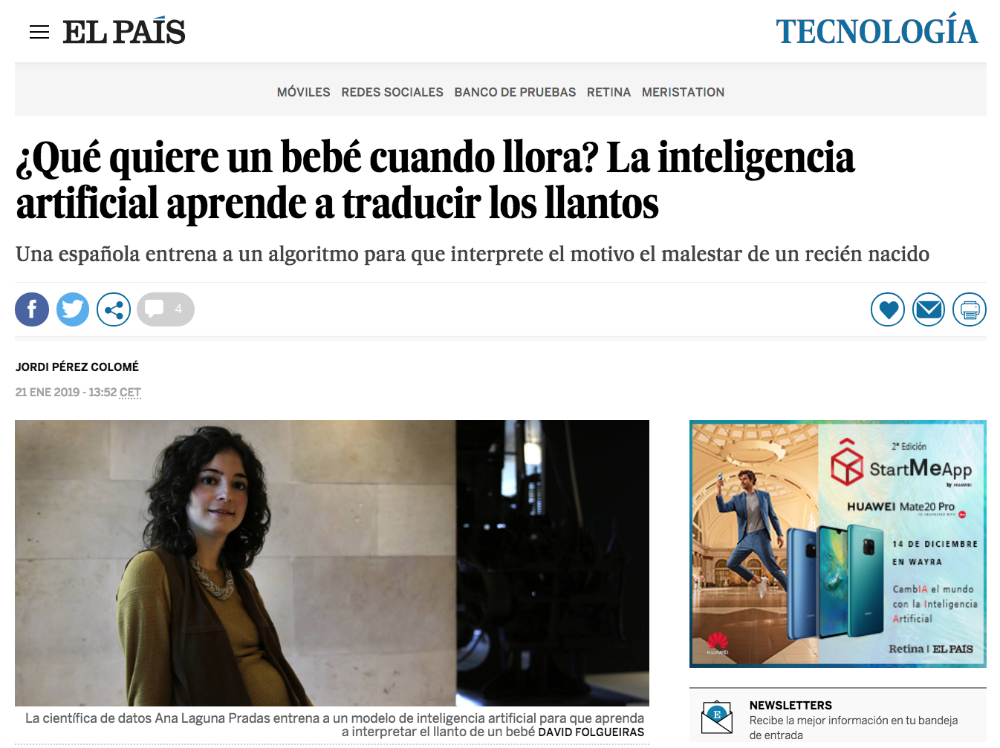 EL PAÍS
TECNOLOGÍA
MÓVILES REDES SOCIALES BANCO DE PRUEBAS RETINA MERISTATION
¿Qué quiere un bebé cuando llora? La inteligencia
artificial aprende a traducir los llantos
Una española entrena a un algoritmo para que interprete el motivo el malestar de un recién nacido
4
JORDI PÉREZ COLOMÉ
21 ENE 2019 - 13:52 CET
La científica de datos Ana Laguna Pradas entrena a un modelo de inteligencia artificial para que aprenda
a interpretar el llanto de un bebé DAVID FOLGUEIRAS
2ª Edición
StartMeApp
by HUAWEI
HUAWEI Mate20 Pro
CO-ENGINEERED WITH
14 DE DICIEMBRE
EN WAYRA
CambIA el mundo
con la Inteligencia
Artificial
HUAWEI
Retina | EL PAÍS
E
NEWSLETTERS
Recibe la mejor información en tu bandeja
de entrada